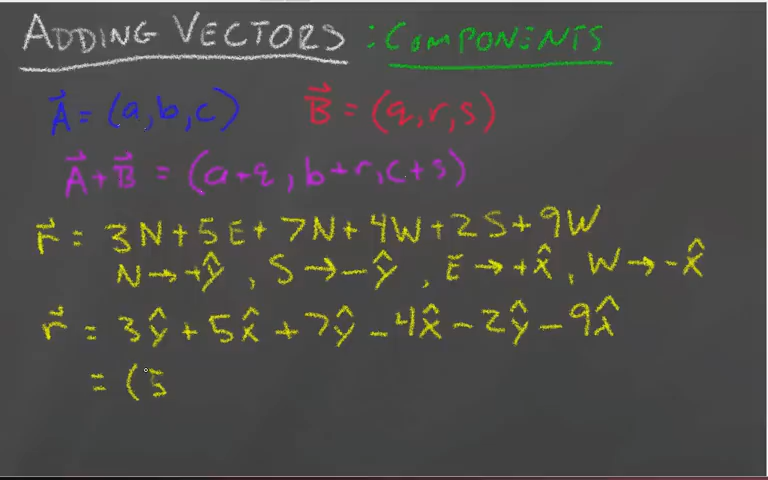 ADDING VECTORS : COMPONENTS
A⃗ = (a,b,c) B⃗ = (q,r,s)
A⃗ + B⃗ = (a+q, b+r, c+s)
r⃗ = 3N + 5E + 7N + 4W + 2S + 9W
N → +ŷ, S → -ŷ, E → +x̂, W → -x̂
r⃗ = 3ŷ + 5x̂ + 7ŷ - 4x̂ - 2ŷ - 9x̂
= (5